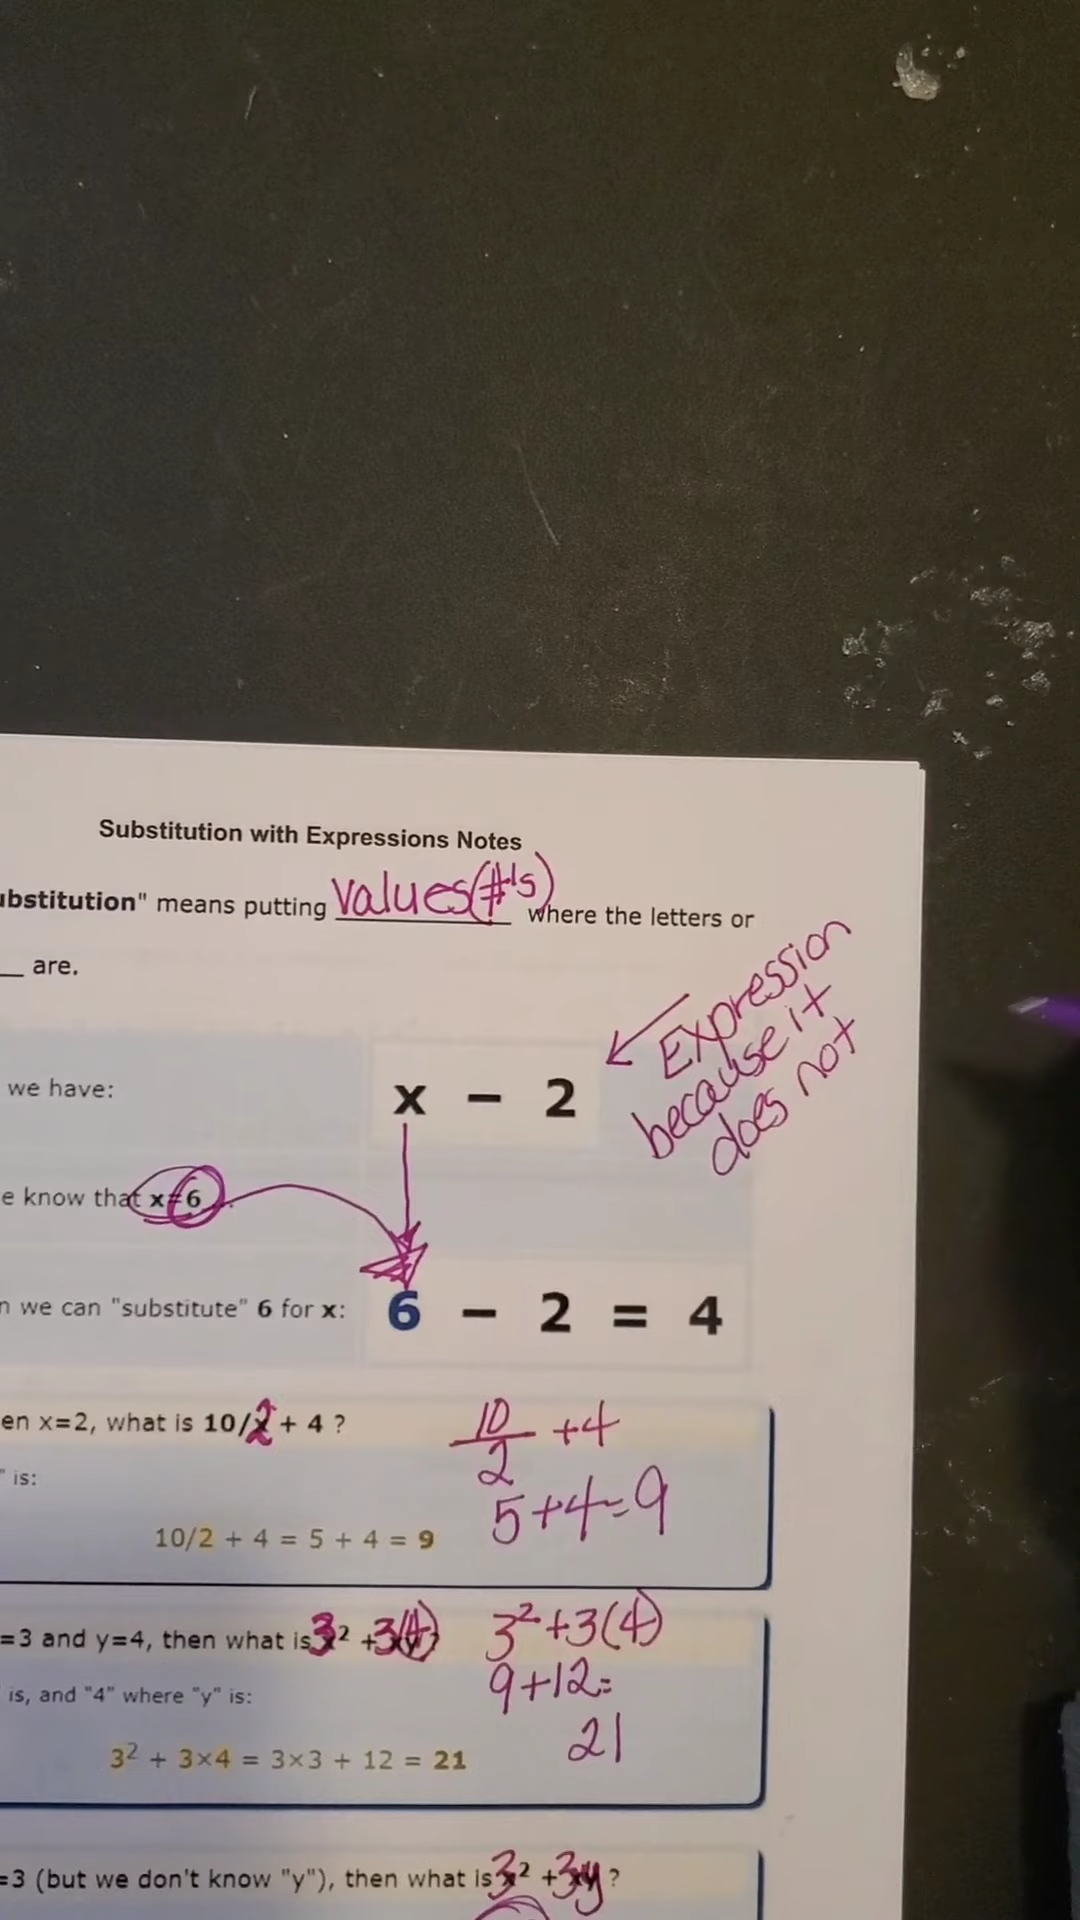 Substitution with Expressions Notes
ubstitution" means putting values(#'s) where the letters or
are.
Expression
because it
does not
we have:
x - 2
e know that x=6
n we can "substitute" 6 for x:
6 - 2 = 4
en x=2, what is 10/2 + 4 ?
10/2 + 4
" is:
5+4=9
10/2 + 4 = 5 + 4 = 9
=3 and y=4, then what is 3² + 3(4)?
3²+3(4)
is, and "4" where "y" is:
9+12=
21
3² + 3×4 = 3×3 + 12 = 21
=3 (but we don't know "y"), then what is 3² + 3y ?